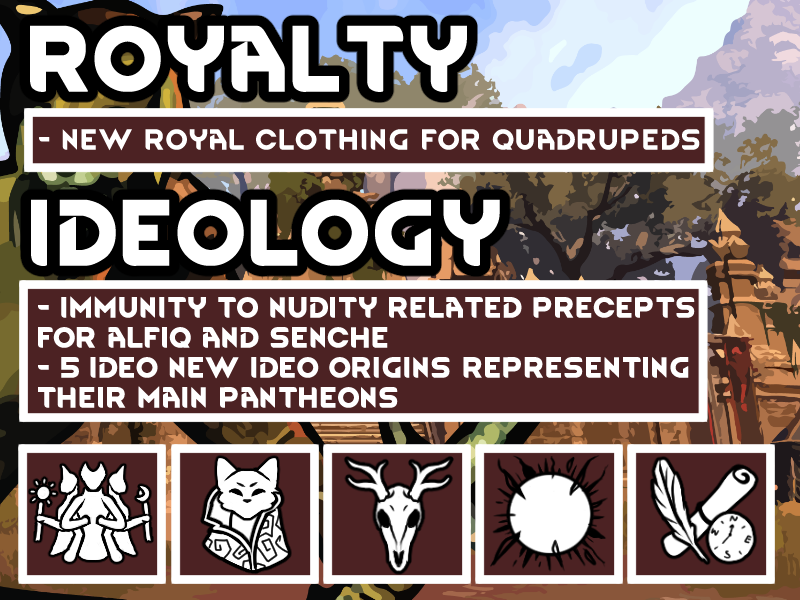 ROYALTY
- NEW ROYAL CLOTHING FOR QUADRUPEDS
IDEOLOGY
- IMMUNITY TO NUDITY RELATED PRECEPTS
FOR ALFIQ AND SENCHE
- 5 IDEO NEW IDEO ORIGINS REPRESENTING
THEIR MAIN PANTHEONS
N
E
S